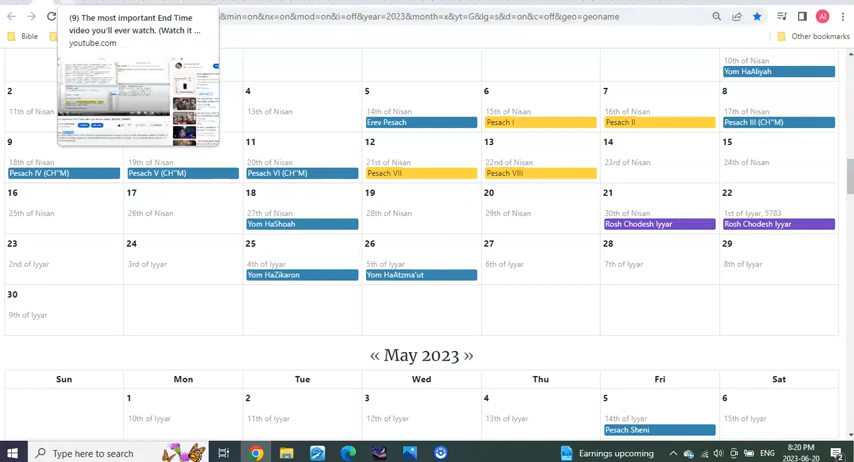 (9) The most important End Time
video you'll ever watch. (Watch it ...
youtube.com
min=on&nx=on&mod=on&i=off&year=2023&month=x&yt=G&lg=s&d=on&c=off&geo=geoname
AI
Bible
Other bookmarks
10th of Nisan
Yom HaAliyah
2
4
5
6
7
8
11th of Nisan
13th of Nisan
14th of Nisan
15th of Nisan
16th of Nisan
17th of Nisan
Erev Pesach
Pesach I
Pesach II
Pesach III (CH"M)
9
11
12
13
14
15
18th of Nisan
19th of Nisan
20th of Nisan
21st of Nisan
22nd of Nisan
23rd of Nisan
24th of Nisan
Pesach IV (CH"M)
Pesach V (CH"M)
Pesach VI (CH"M)
Pesach VII
Pesach VIII
16
17
18
19
20
21
22
25th of Nisan
26th of Nisan
27th of Nisan
28th of Nisan
29th of Nisan
30th of Nisan
1st of Iyyar, 5783
Yom HaShoah
Rosh Chodesh Iyyar
Rosh Chodesh Iyyar
23
24
25
26
27
28
29
2nd of Iyyar
3rd of Iyyar
4th of Iyyar
5th of Iyyar
6th of Iyyar
7th of Iyyar
8th of Iyyar
Yom HaZikaron
Yom HaAtzma'ut
30
9th of Iyyar
« May 2023 »
Sun
Mon
Tue
Wed
Thu
Fri
Sat
1
2
3
4
5
6
10th of Iyyar
11th of Iyyar
12th of Iyyar
13th of Iyyar
14th of Iyyar
15th of Iyyar
Pesach Sheni
Type here to search
Earnings upcoming
ENG
8:20 PM
2023-06-20
2